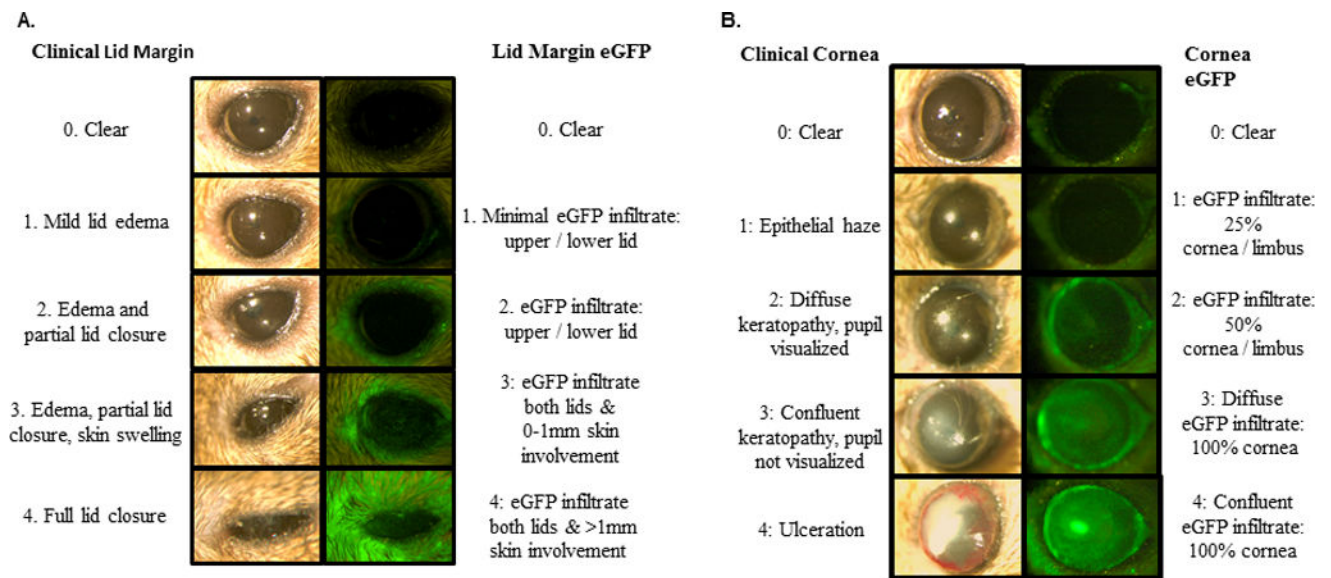 A.
Clinical Lid Margin
Lid Margin eGFP
0. Clear
0. Clear
1. Mild lid edema
1. Minimal eGFP infiltrate:
upper / lower lid
2. Edema and
partial lid closure
2. eGFP infiltrate:
upper / lower lid
3. Edema, partial lid
closure, skin swelling
3: eGFP infiltrate
both lids &
0-1mm skin
involvement
4. Full lid closure
4: eGFP infiltrate
both lids & >1mm
skin involvement
B.
Clinical Cornea
Cornea
eGFP
0: Clear
0: Clear
1: Epithelial haze
1: eGFP infiltrate:
25%
cornea / limbus
2: Diffuse
keratopathy, pupil
visualized
2: eGFP infiltrate:
50%
cornea / limbus
3: Confluent
keratopathy, pupil
not visualized
3: Diffuse
eGFP infiltrate:
100% cornea
4: Ulceration
4: Confluent
eGFP infiltrate:
100% cornea